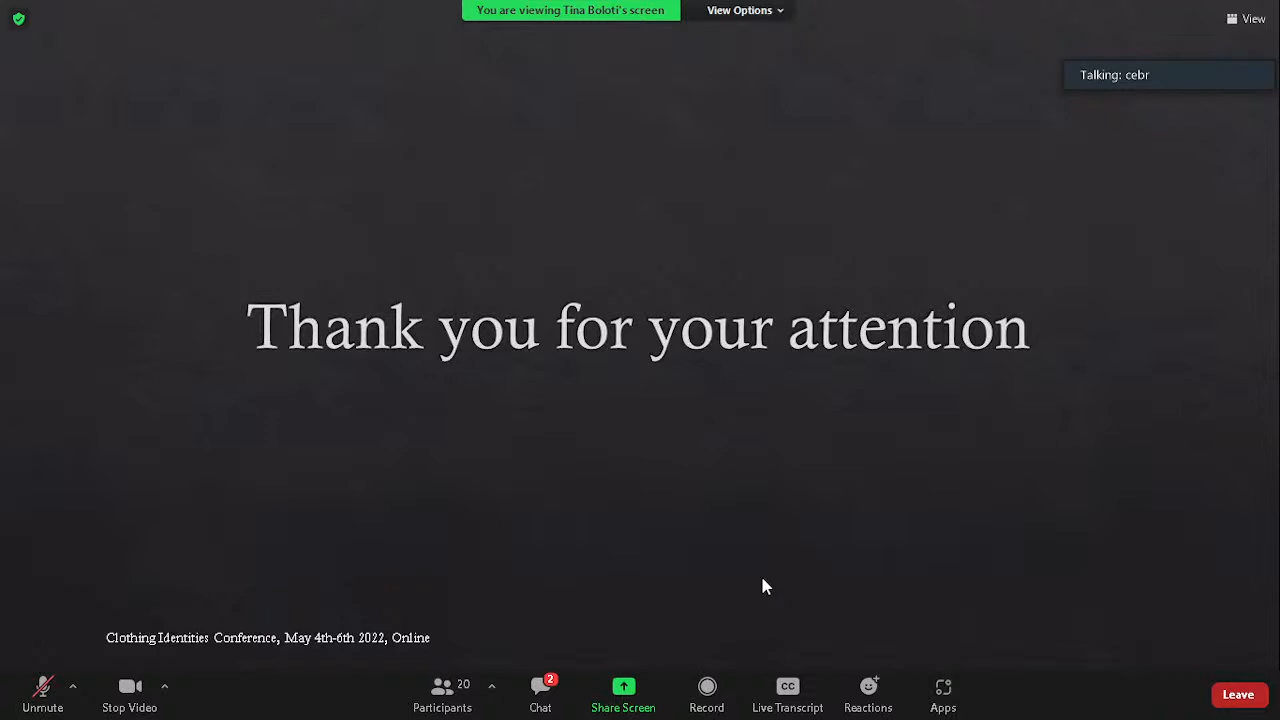 You are viewing Tina Boloti's screen
View Options
View
Talking: cebr
Thank you for your attention
Clothing Identities Conference, May 4th-6th 2022, Online
20
2
CC
Unmute
Stop Video
Participants
Chat
Share Screen
Record
Live Transcript
Reactions
Apps
Leave